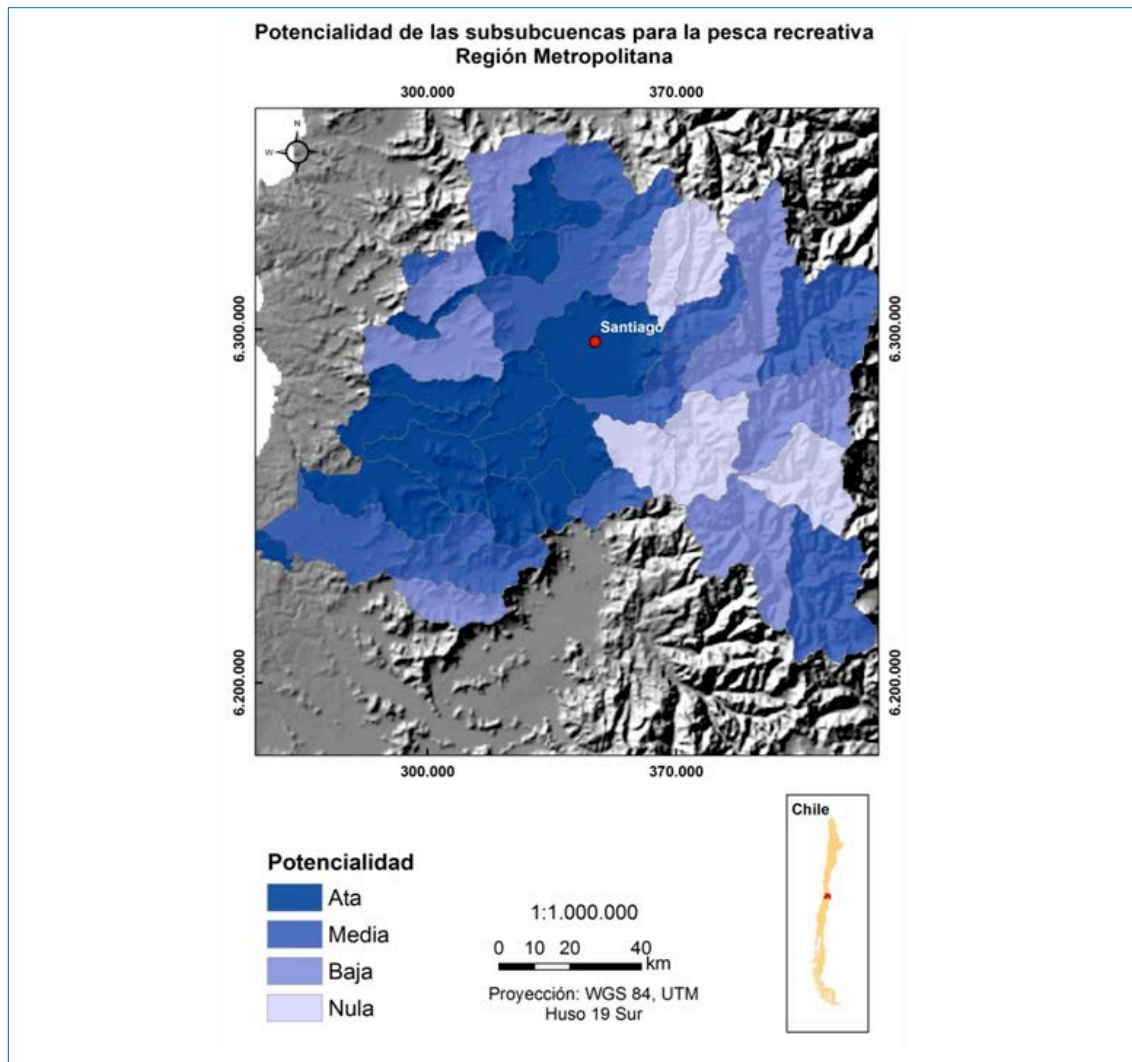 Potencialidad de las subsubcuencas para la pesca recreativa
Región Metropolitana
300.000 370.000
N
W
6.300.000 6.300.000
Santiago
6.200.000 6.200.000
300.000 370.000
Chile
Potencialidad
Ata
Media
Baja
Nula
1:1.000.000
0 10 20 40
km
Proyección: WGS 84, UTM
Huso 19 Sur